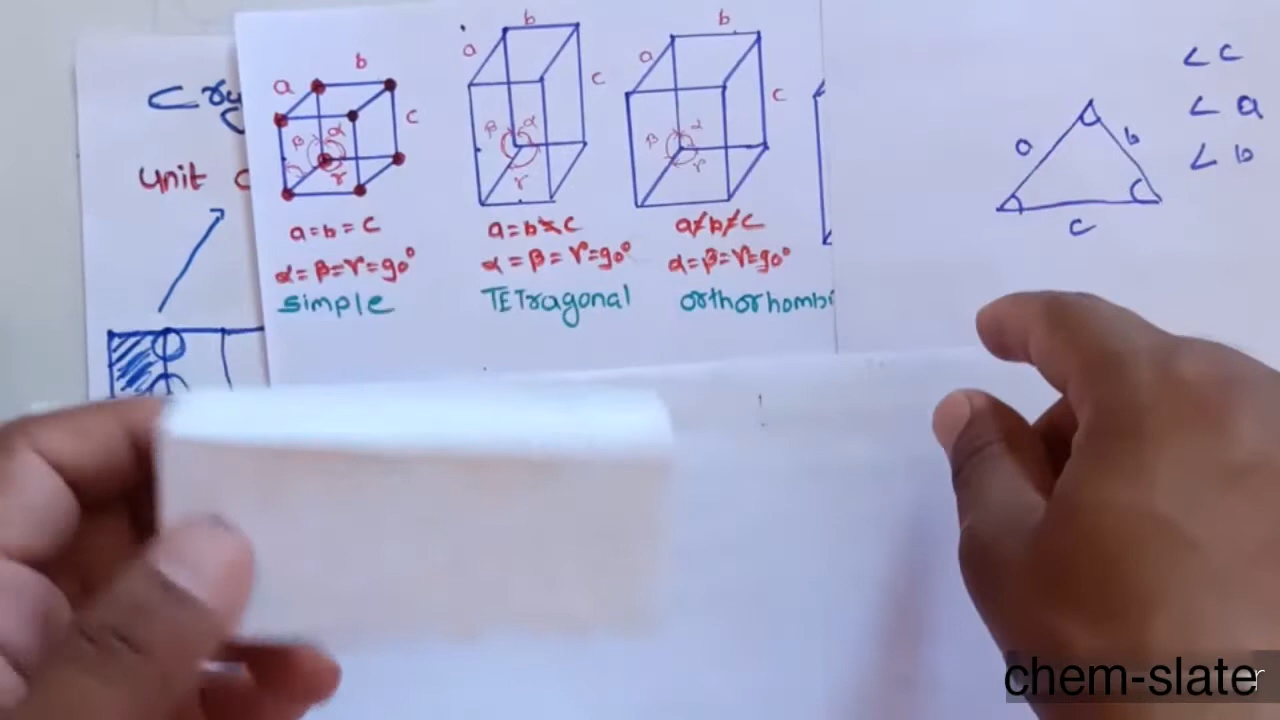 unit
a
b
c
β
α
r
a = b = c
α = β = r = 90°
simple
a
b
c
β
α
r
a = b ≠ c
α = β = r = 90°
TETragonal
a
b
c
β
α
r
a ≠ b ≠ c
α = β = r = 90°
a
b
c
∠ c
∠ a
∠ b
chem-slate